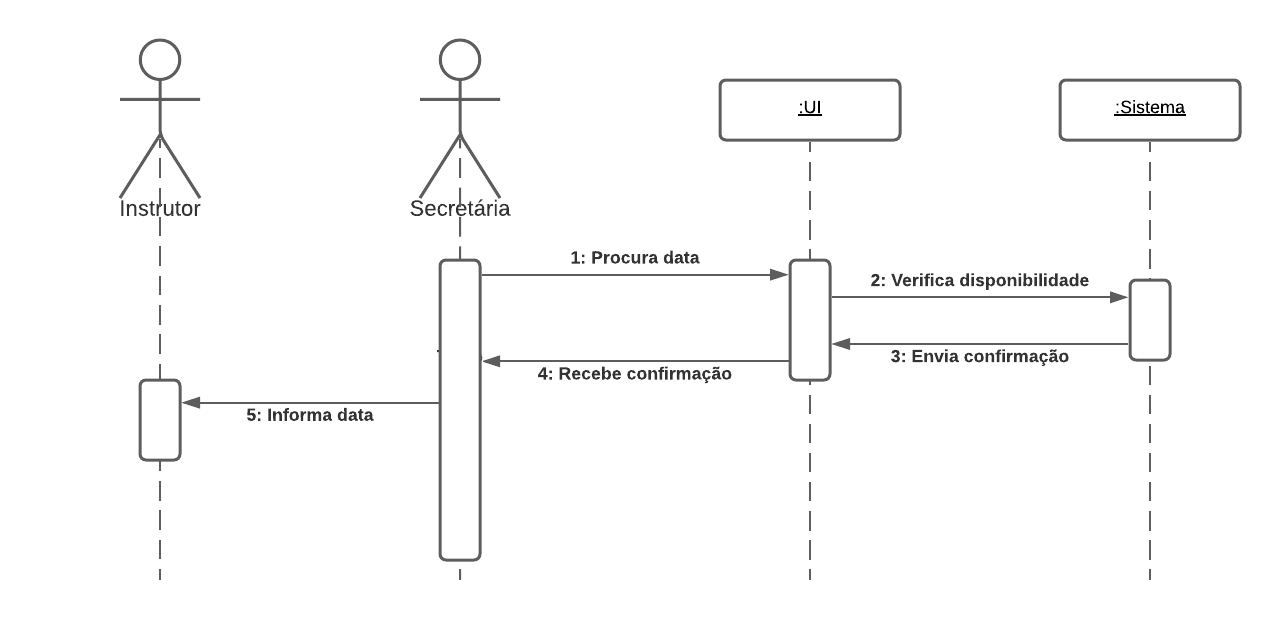 :UI
:Sistema
Instrutor
Secretária
1: Procura data
2: Verifica disponibilidade
3: Envia confirmação
4: Recebe confirmação
5: Informa data